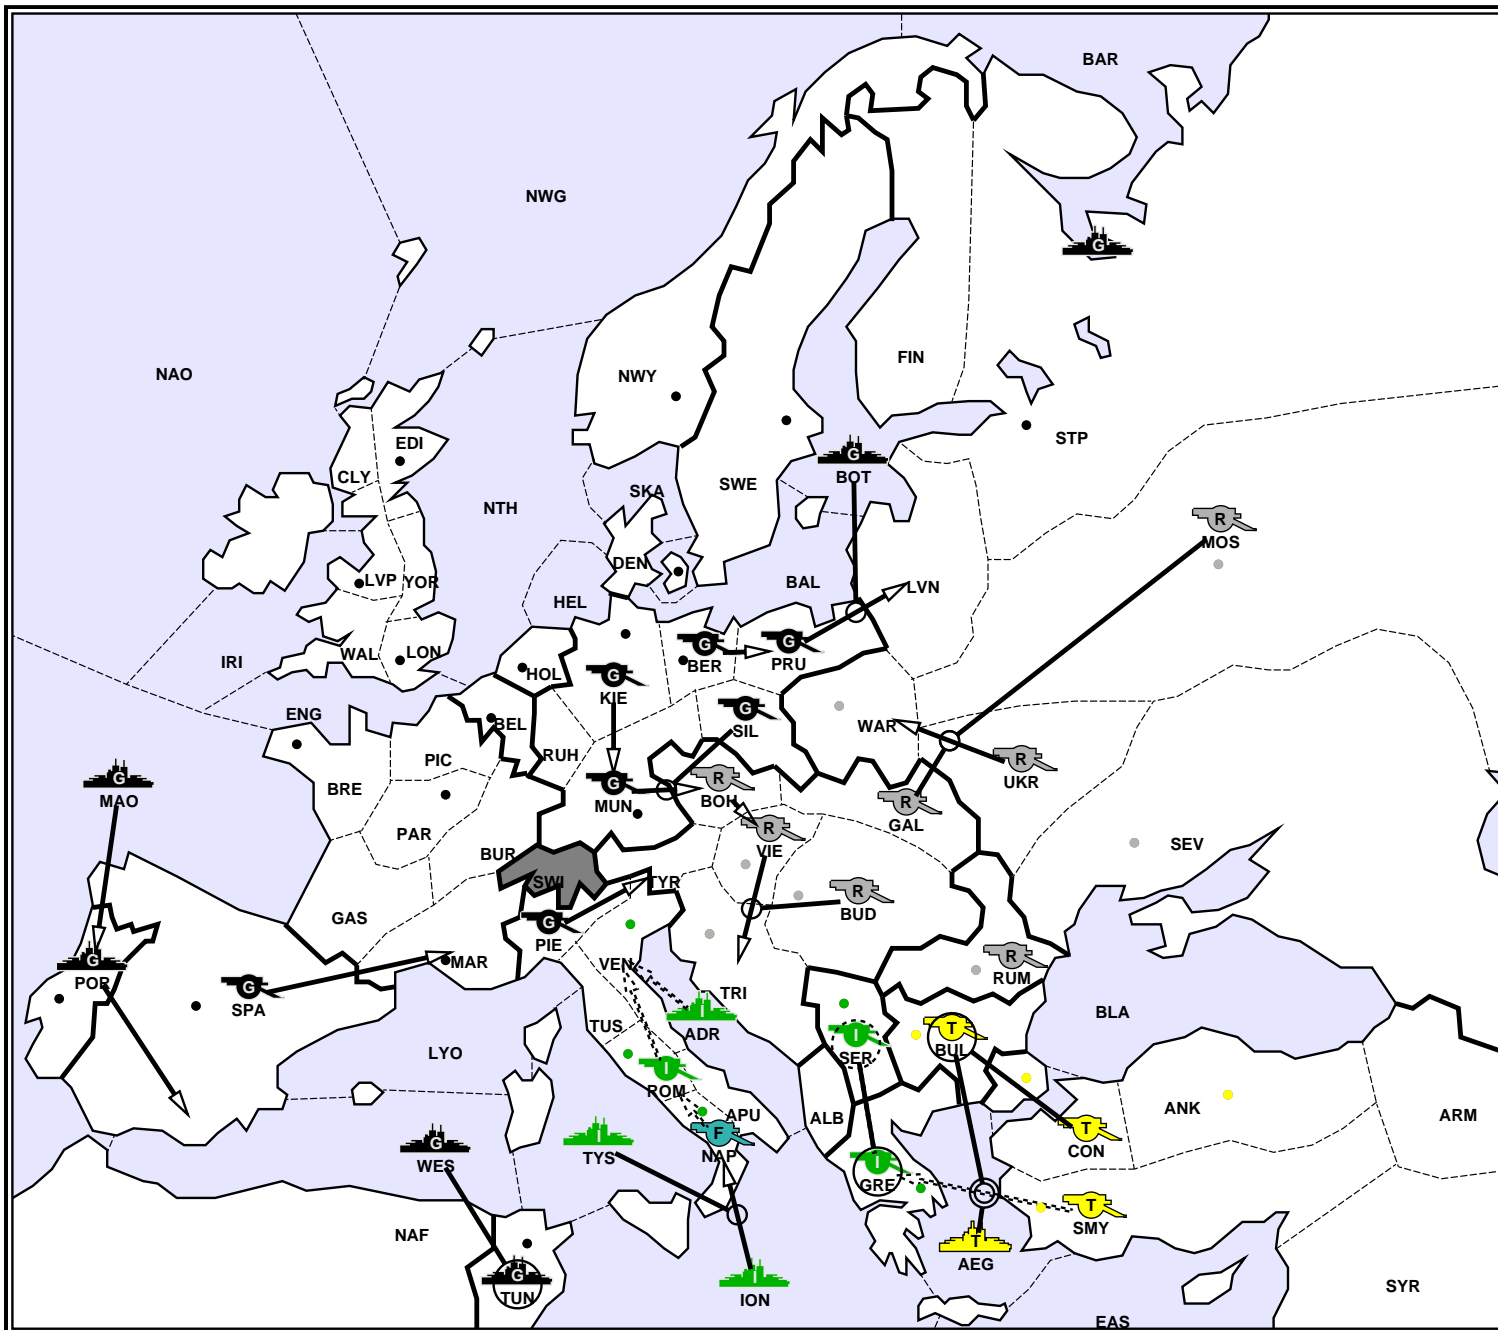 BAR
NWG
G
NAO
FIN
NWY
EDI
STP
CLY
G
BOT
SWE
SKA
NTH
R
MOS
DEN
LVP
YOR
BAL
LVN
HEL
IRI
WAL
LON
G
BER
G
PRU
HOL
G
KIE
ENG
BEL
G
SIL
WAR
PIC
RUH
R
UKR
G
MAO
BRE
G
MUN
R
BOH
R
GAL
PAR
R
VIE
SEV
BUR
SWI
TYR
R
BUD
GAS
G
PIE
G
POR
MAR
VEN
R
RUM
G
SPA
TRI
I
ADR
BLA
TUS
I
SER
T
BUL
LYO
I
ROM
ANK
ARM
APU
ALB
G
WES
I
TYS
F
NAP
T
CON
I
GRE
T
SMY
NAF
T
AEG
G
TUN
I
ION
SYR
EAS